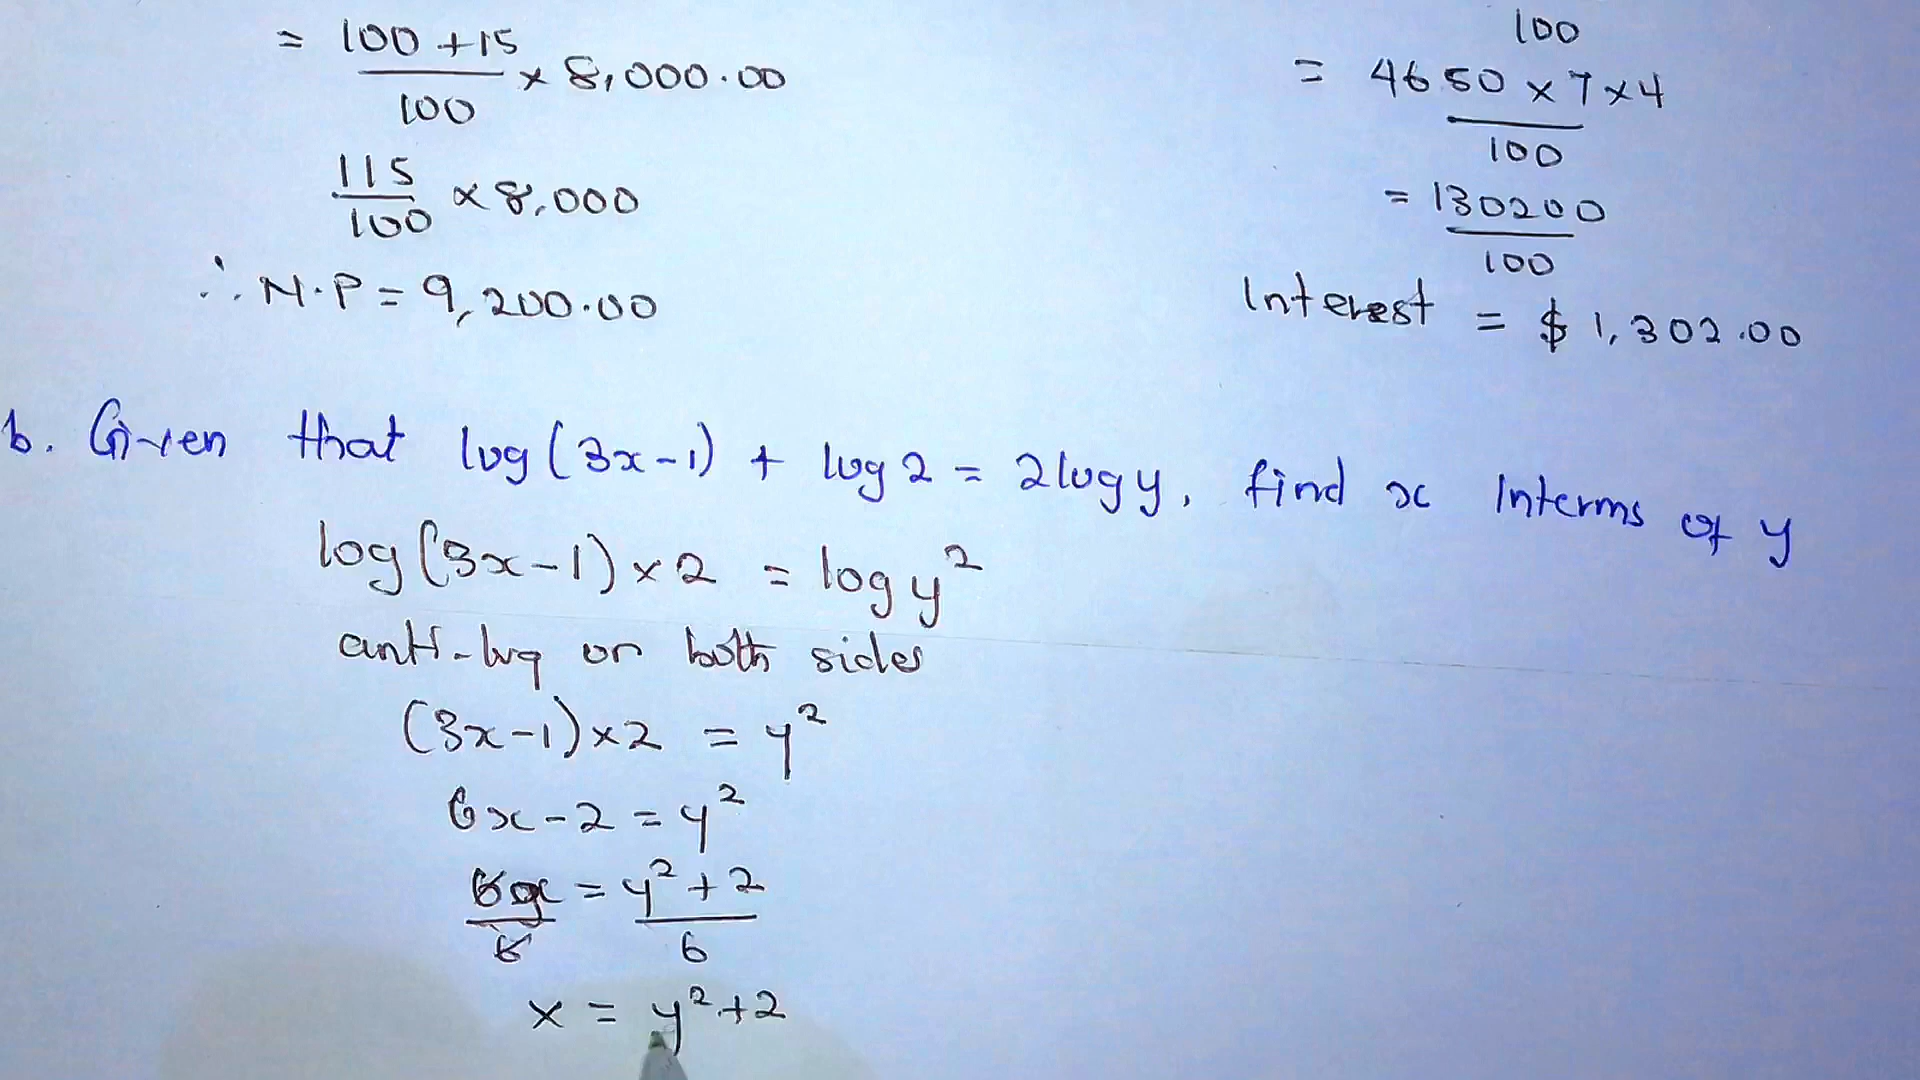 = 100 + 15 / 100 × 8,000.00
115 / 100 × 8,000
∴ N.P = 9,200.00
100
= 4650 × 7 × 4 / 100
= 130200 / 100
Interest = $ 1,302.00
b. Given that log(3x-1) + log 2 = 2logy, find x Interms of y
log(3x-1) × 2 = log y²
anti-log on both sides
(3x-1) × 2 = y²
6x - 2 = y²
6x / 6 = y² + 2 / 6
x = y² + 2